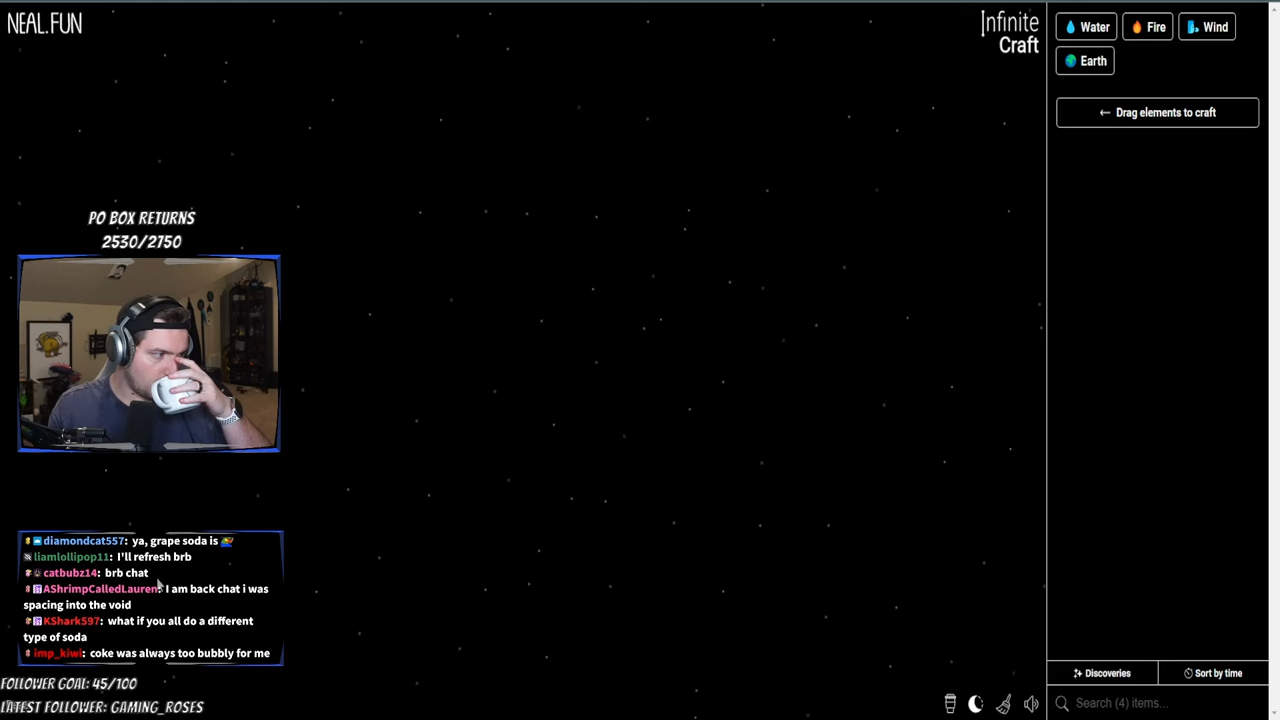 NEAL.FUN
Infinite
Craft
Water
Fire
Wind
Earth
← Drag elements to craft
PO BOX RETURNS
2530/2750
diamondcat557: ya, grape soda is
liamlollipop11: I'll refresh brb
catbubz14: brb chat
AShrimpCalledLauren: I am back chat i was
spacing into the void
KShark597: what if you all do a different
type of soda
imp_kiwi: coke was always too bubbly for me
FOLLOWER GOAL: 45/100
LATEST FOLLOWER: GAMING_ROSES
Discoveries
Sort by time
Search (4) items...